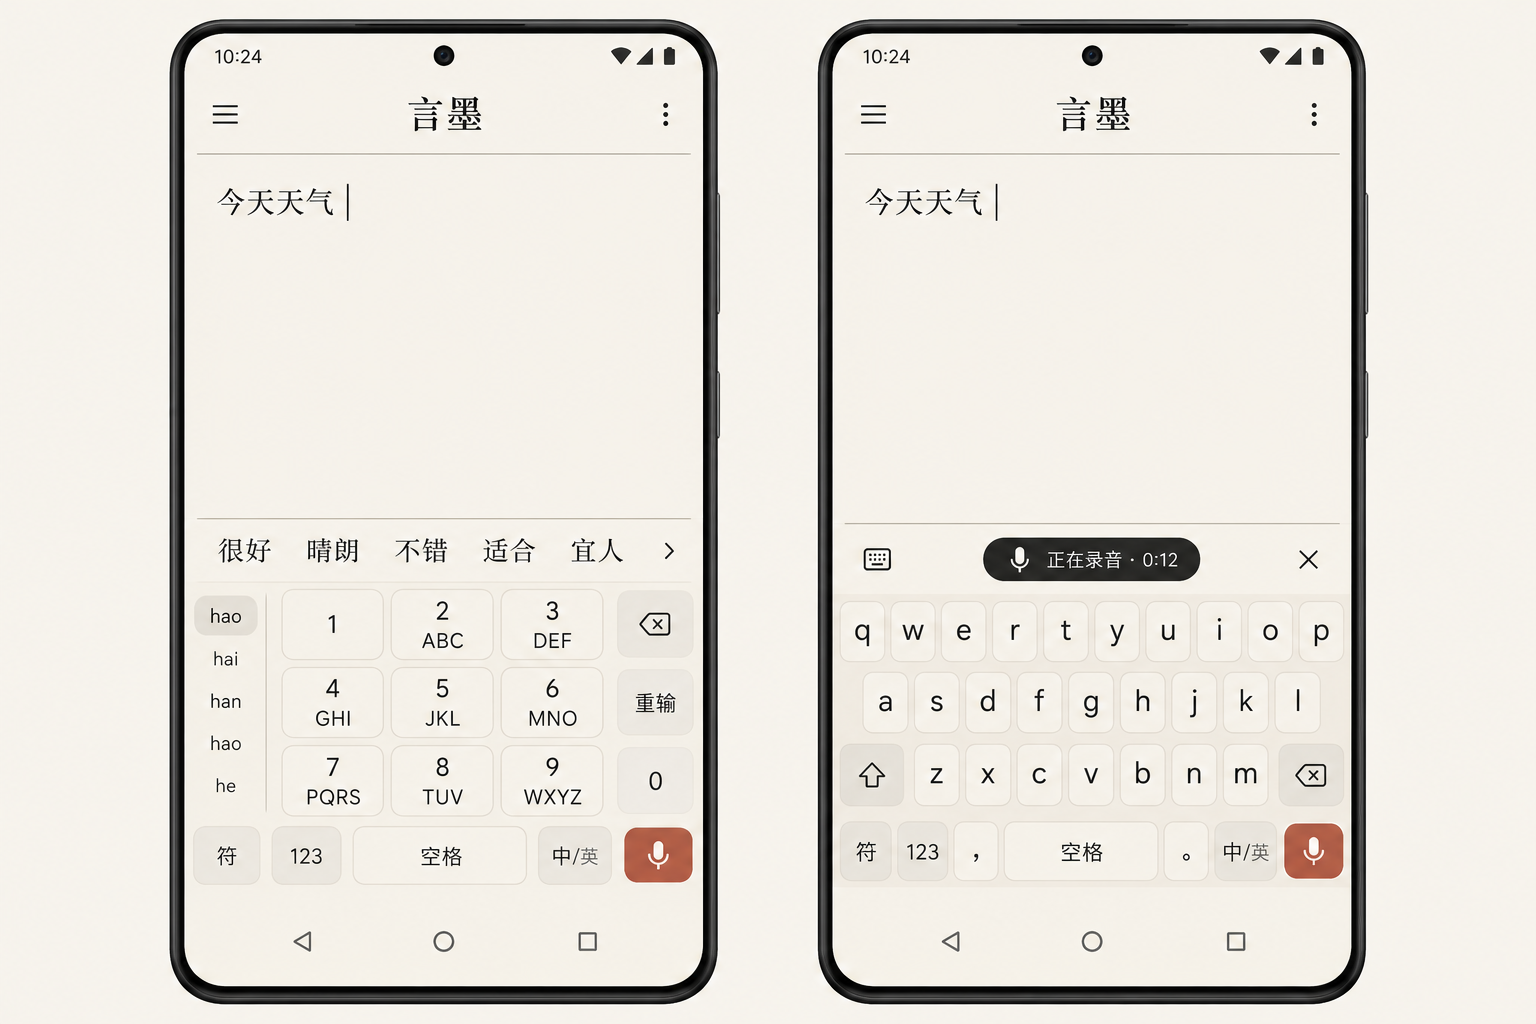 10:24
言墨
今天天气
很好 晴朗 不错 适合 宜人
hao
hai
han
hao
he
1
2 ABC
3 DEF
4 GHI
5 JKL
6 MNO
重输
7 PQRS
8 TUV
9 WXYZ
0
符 123 空格 中/英
10:24
言墨
今天天气
正在录音 · 0:12
q w e r t y u i o p
a s d f g h j k l
z x c v b n m
符 123 , 空格 。 中/英